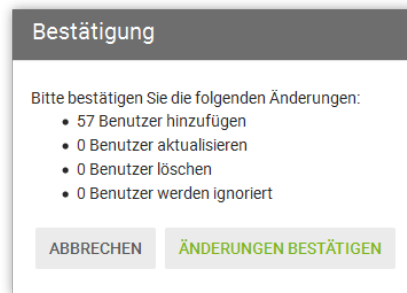 Bestätigung
Bitte bestätigen Sie die folgenden Änderungen:
• 57 Benutzer hinzufügen
• 0 Benutzer aktualisieren
• 0 Benutzer löschen
• 0 Benutzer werden ignoriert
ABBRECHEN ÄNDERUNGEN BESTÄTIGEN